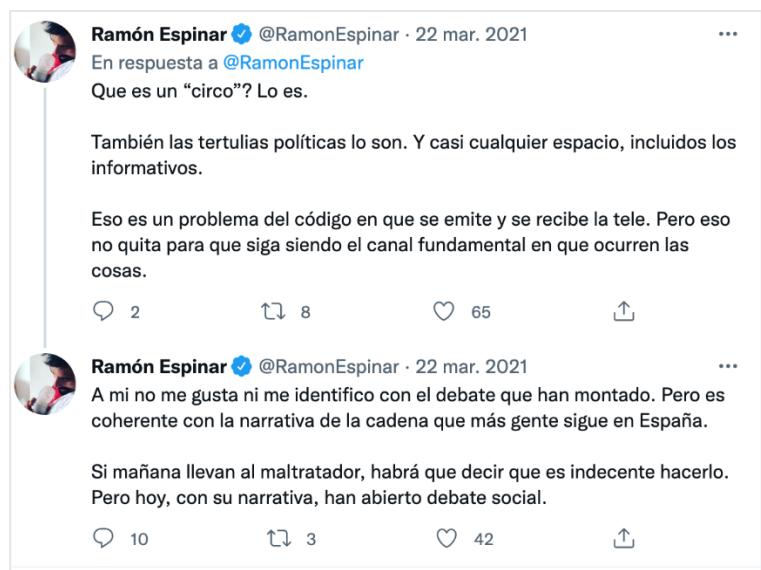 Ramón Espinar @RamonEspinar · 22 mar. 2021
En respuesta a @RamonEspinar
Que es un “circo”? Lo es.
También las tertulias políticas lo son. Y casi cualquier espacio, incluidos los
informativos.
Eso es un problema del código en que se emite y se recibe la tele. Pero eso
no quita para que siga siendo el canal fundamental en que ocurren las
cosas.
2 8 65
Ramón Espinar @RamonEspinar · 22 mar. 2021
A mi no me gusta ni me identifico con el debate que han montado. Pero es
coherente con la narrativa de la cadena que más gente sigue en España.
Si mañana llevan al maltratador, habrá que decir que es indecente hacerlo.
Pero hoy, con su narrativa, han abierto debate social.
10 3 42